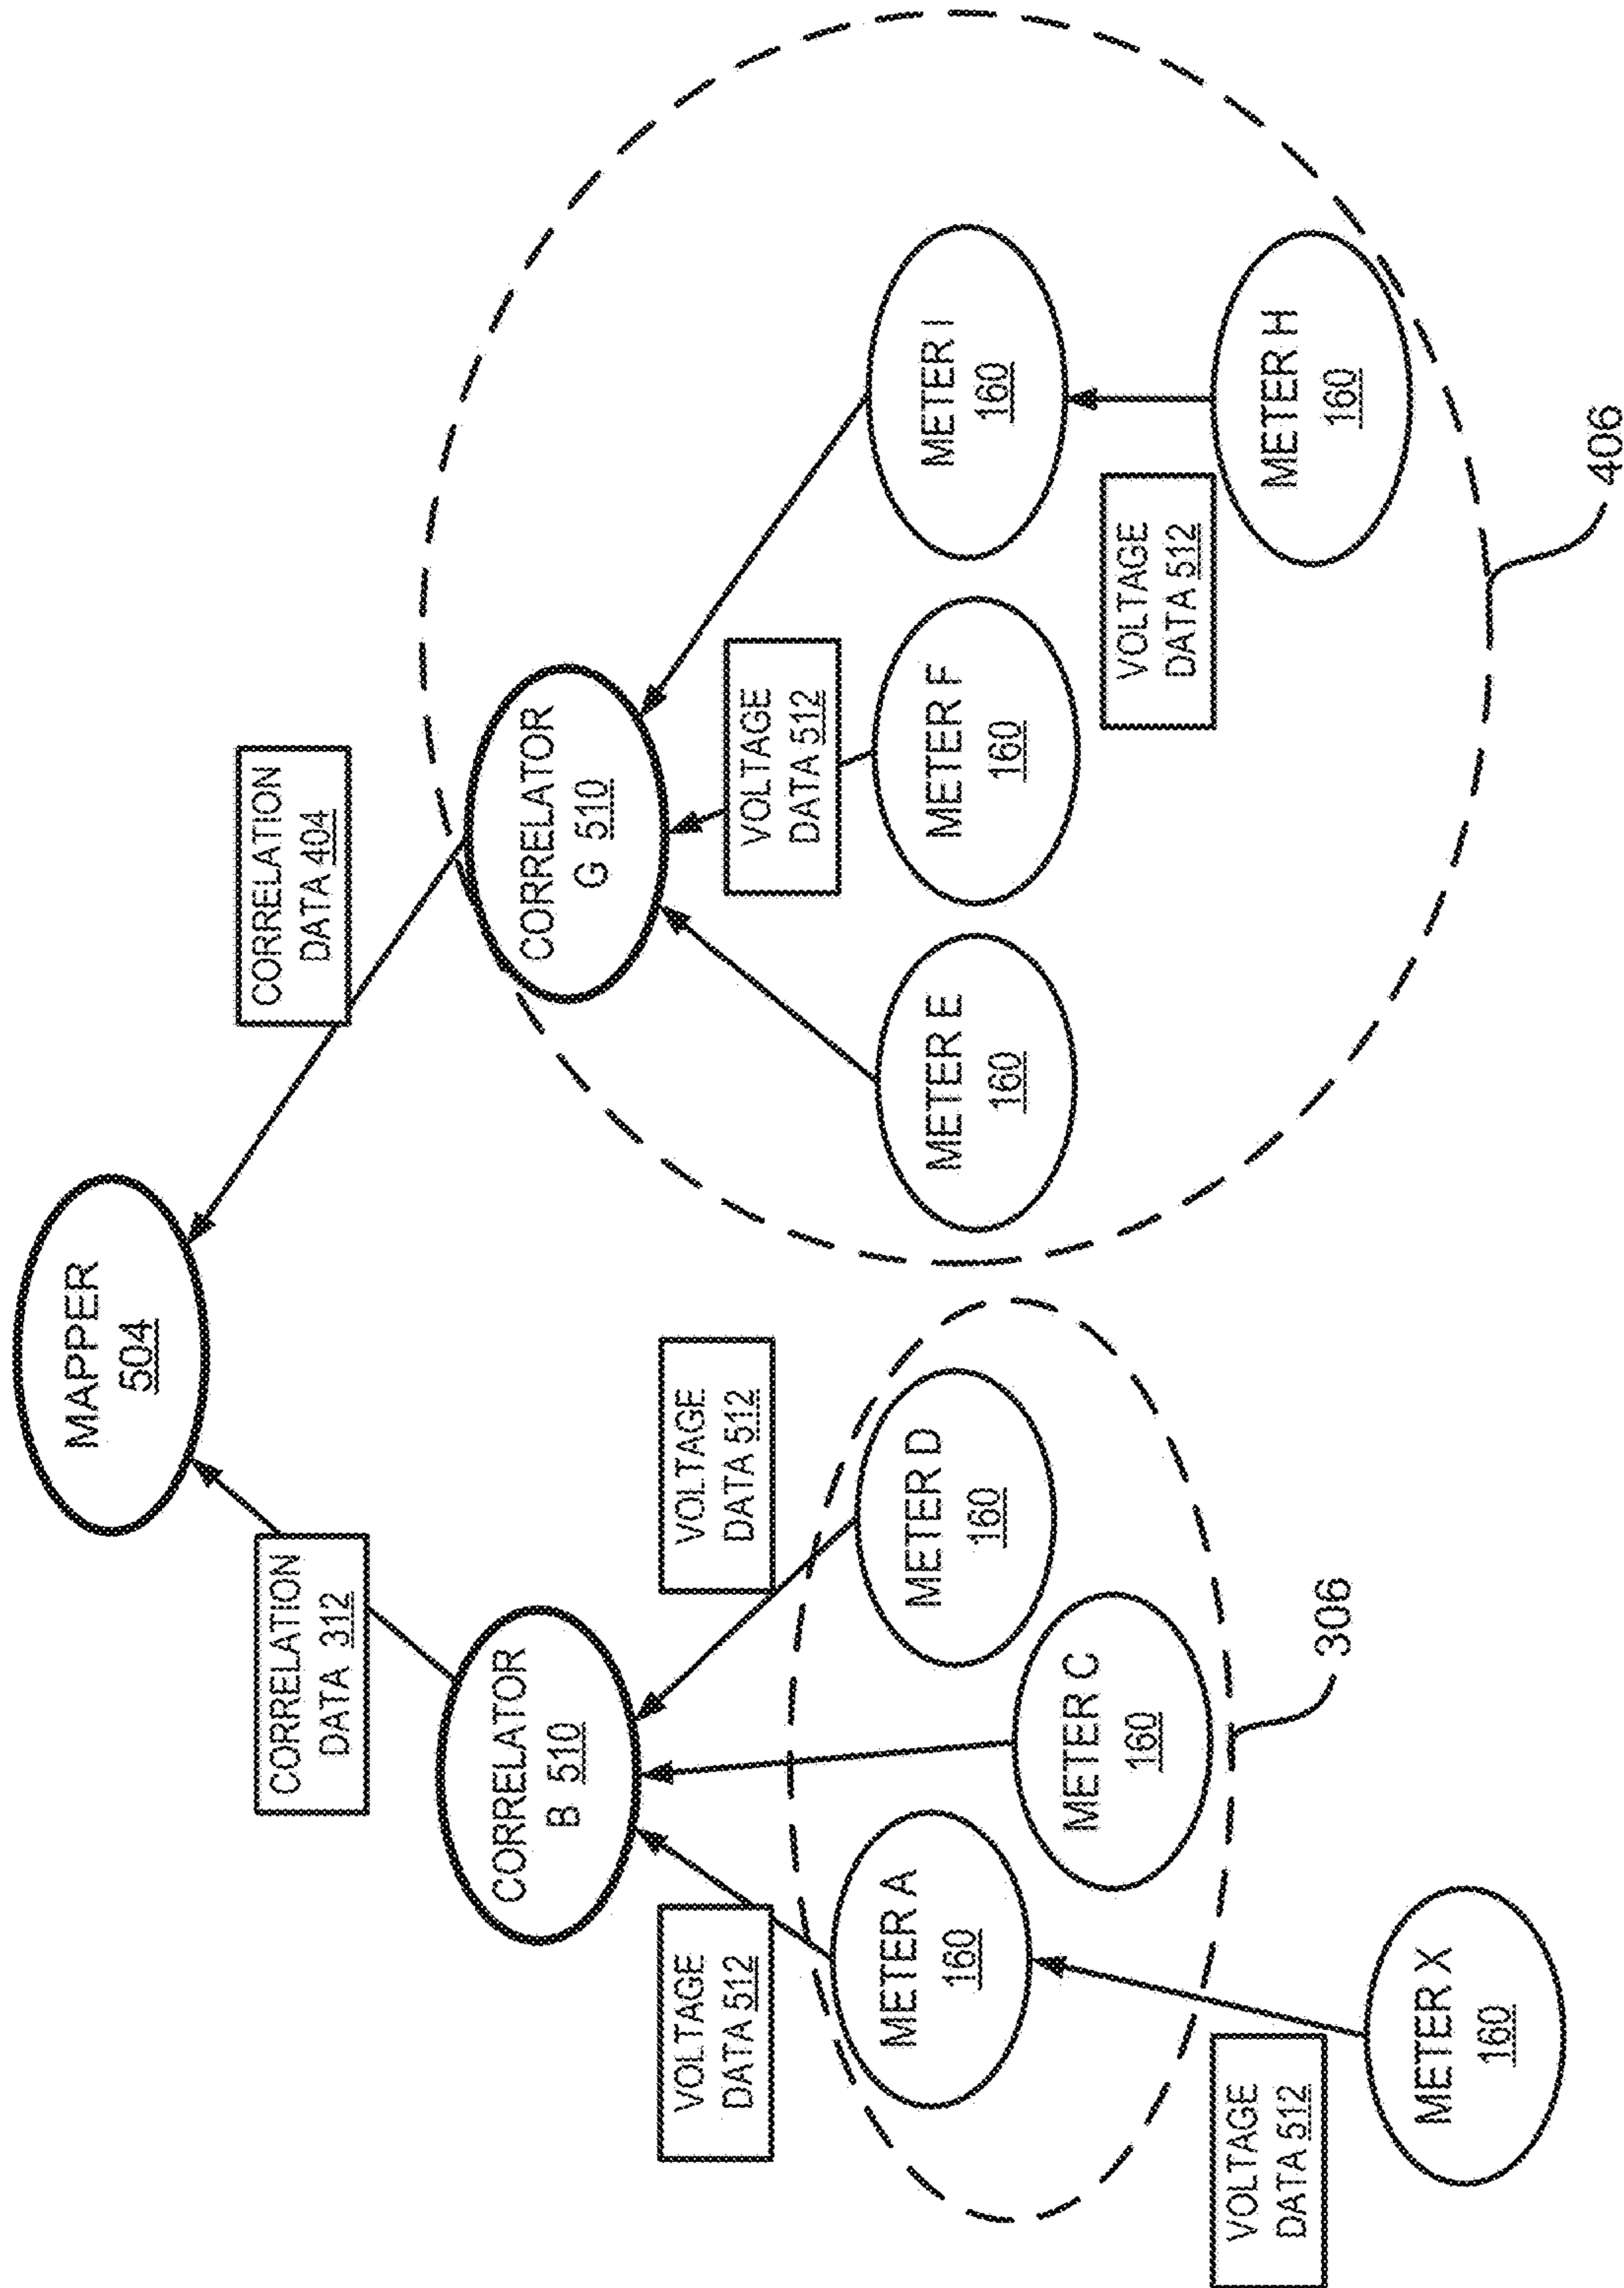 MAPPER
504
CORRELATION
DATA 312
CORRELATION
DATA 404
CORRELATOR
B 510
CORRELATOR
G 510
VOLTAGE
DATA 512
VOLTAGE
DATA 512
VOLTAGE
DATA 512
METER A
160
METER C
160
METER D
160
METER E
160
METER F
160
METER I
160
VOLTAGE
DATA 512
METER H
160
VOLTAGE
DATA 512
METER X
160
306
406